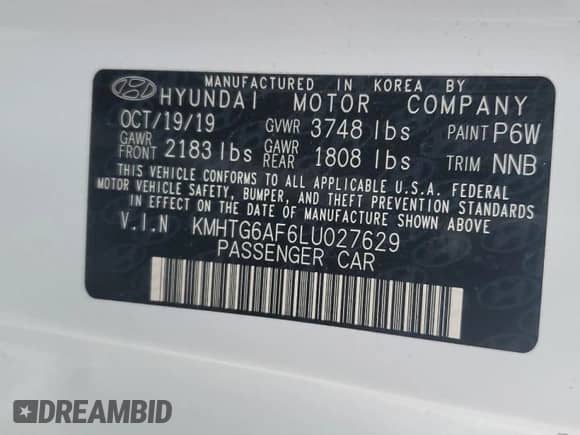 MANUFACTURED IN KOREA BY
HYUNDAI MOTOR COMPANY
OCT/19/19 GVWR 3748 lbs PAINT P6W
GAWR FRONT 2183 lbs GAWR REAR 1808 lbs TRIM NNB
THIS VEHICLE CONFORMS TO ALL APPLICABLE U.S.A. FEDERAL
MOTOR VEHICLE SAFETY, BUMPER, AND THEFT PREVENTION STANDARDS
IN EFFECT ON THE DATE OF MANUFACTURE SHOWN ABOVE
V.I.N KMHTG6AF6LU027629
PASSENGER CAR
DREAMBID